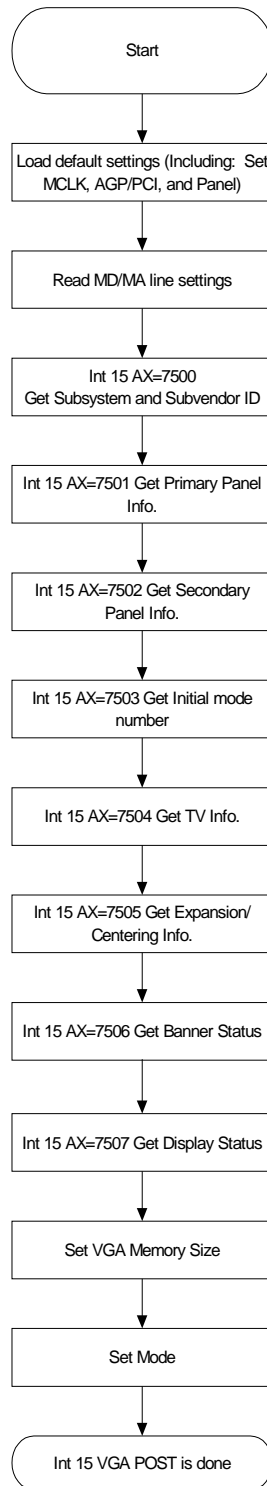 Start
Load default settings (Including: Set
MCLK, AGP/PCI, and Panel)
Read MD/MA line settings
Int 15 AX=7500
Get Subsystem and Subvendor ID
Int 15 AX=7501 Get Primary Panel
Info.
Int 15 AX=7502 Get Secondary
Panel Info.
Int 15 AX=7503 Get Initial mode
number
Int 15 AX=7504 Get TV Info.
Int 15 AX=7505 Get Expansion/
Centering Info.
Int 15 AX=7506 Get Banner Status
Int 15 AX=7507 Get Display Status
Set VGA Memory Size
Set Mode
Int 15 VGA POST is done